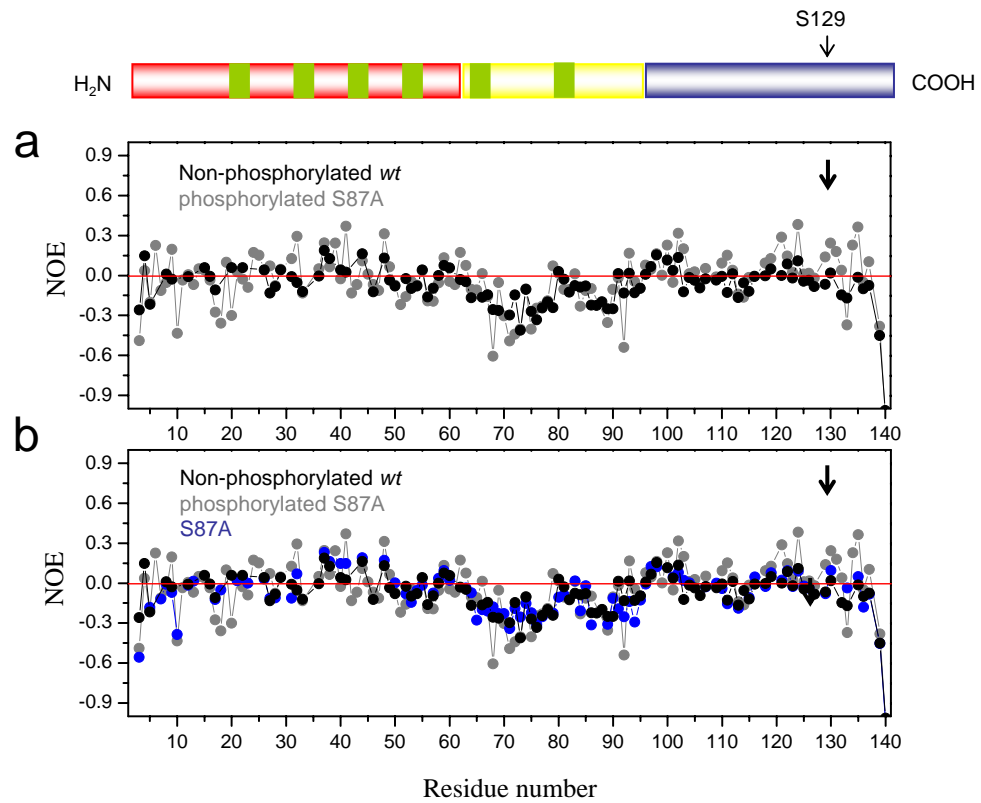 S129
H₂N
COOH
a
Non-phosphorylated wt
phosphorylated S87A
NOE
0.9
0.6
0.3
0.0
-0.3
-0.6
-0.9
10 20 30 40 50 60 70 80 90 100 110 120 130 140
b
Non-phosphorylated wt
phosphorylated S87A
S87A
NOE
0.9
0.6
0.3
0.0
-0.3
-0.6
-0.9
10 20 30 40 50 60 70 80 90 100 110 120 130 140
Residue number